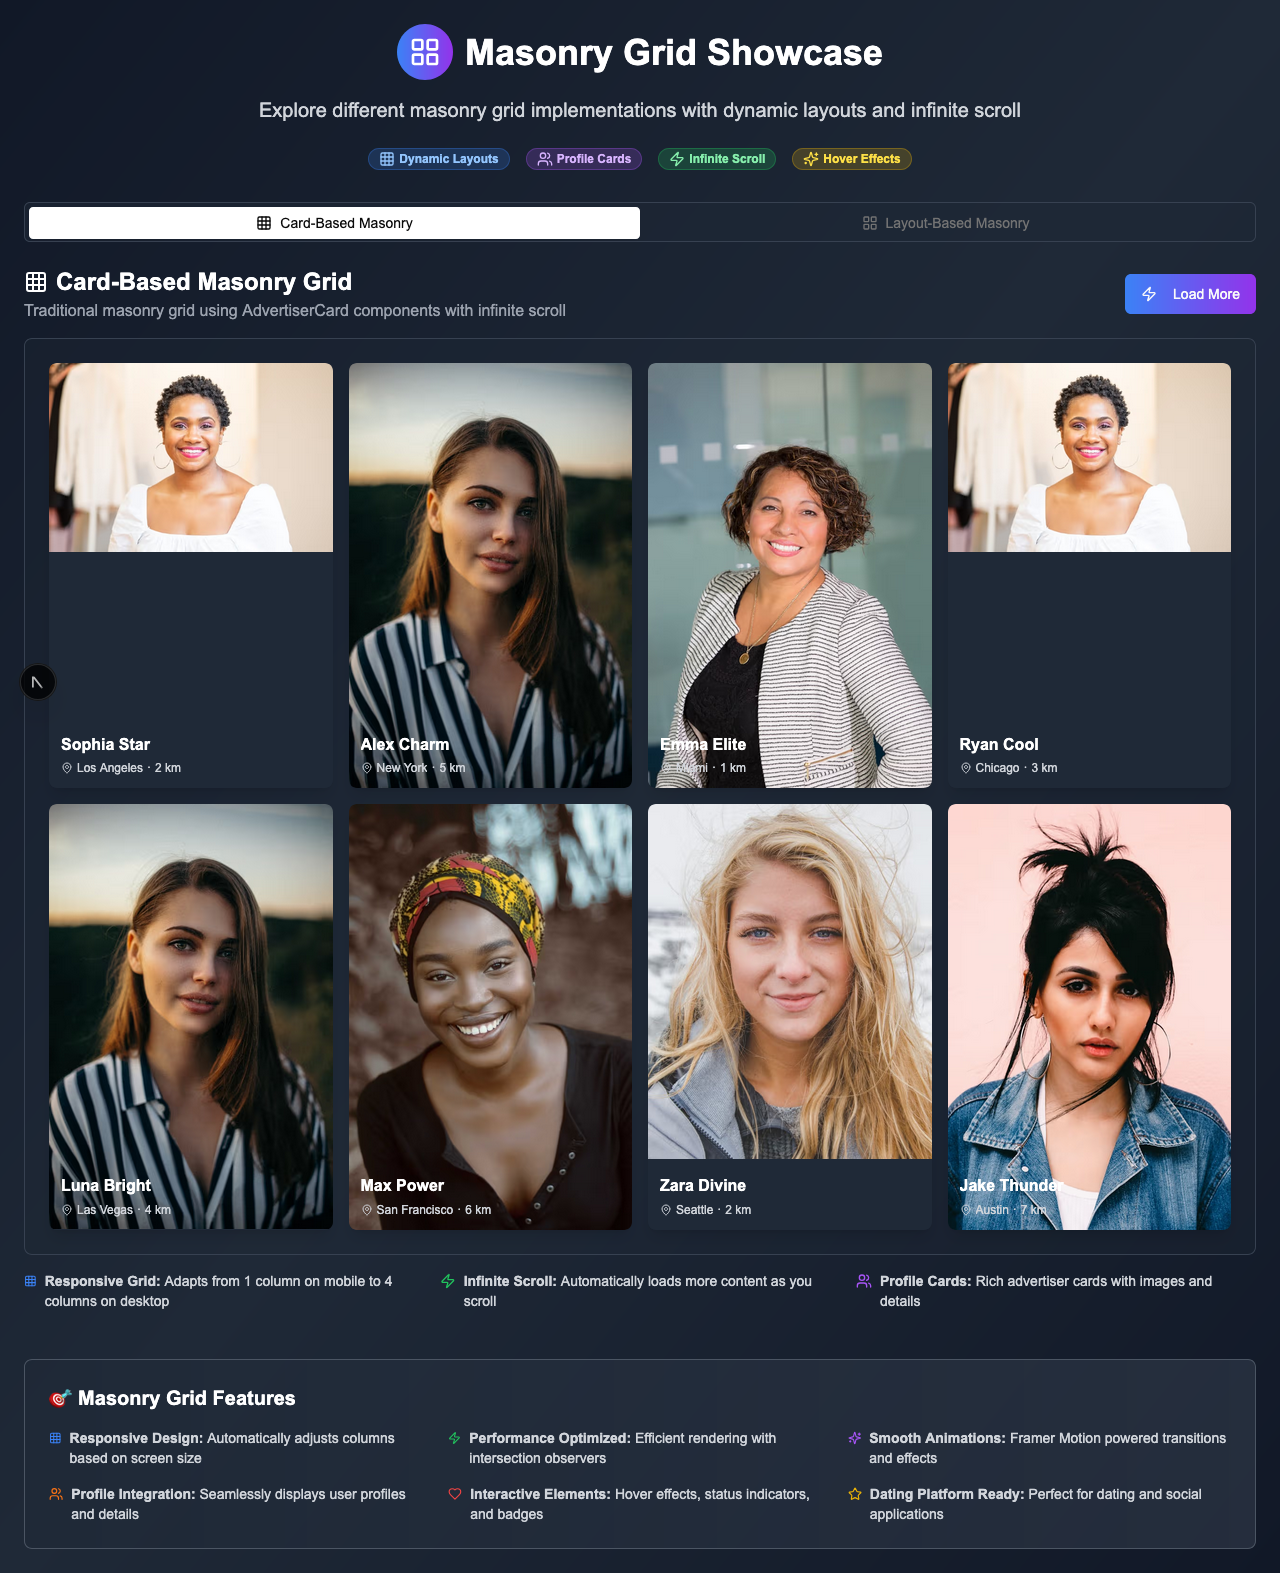 Masonry Grid Showcase
Explore different masonry grid implementations with dynamic layouts and infinite scroll
Dynamic Layouts
Profile Cards
Infinite Scroll
Hover Effects
Card-Based Masonry
Layout-Based Masonry
Card-Based Masonry Grid
Traditional masonry grid using AdvertiserCard components with infinite scroll
Load More
Sophia Star
Los Angeles · 2 km
Alex Charm
New York · 5 km
Emma Elite
Miami · 1 km
Ryan Cool
Chicago · 3 km
Luna Bright
Las Vegas · 4 km
Max Power
San Francisco · 6 km
Zara Divine
Seattle · 2 km
Jake Thunder
Austin · 7 km
Responsive Grid: Adapts from 1 column on mobile to 4
columns on desktop
Infinite Scroll: Automatically loads more content as you
scroll
Profile Cards: Rich advertiser cards with images and
details
🎯 Masonry Grid Features
Responsive Design: Automatically adjusts columns
based on screen size
Performance Optimized: Efficient rendering with
intersection observers
Smooth Animations: Framer Motion powered transitions
and effects
Profile Integration: Seamlessly displays user profiles
and details
Interactive Elements: Hover effects, status indicators,
and badges
Dating Platform Ready: Perfect for dating and social
applications